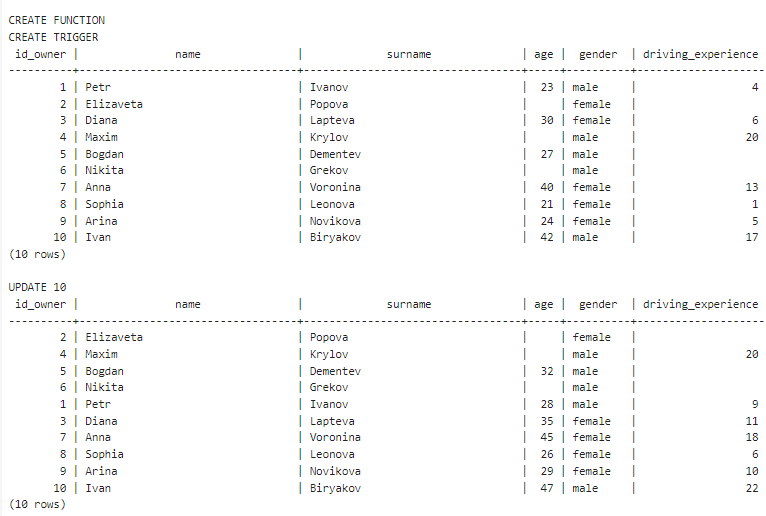 CREATE FUNCTION
CREATE TRIGGER
 id_owner |             name             |           surname            | age | gender | driving_experience
----------+------------------------------+------------------------------+-----+--------+--------------------
        1 | Petr                         | Ivanov                       |  23 | male   |                  4
        2 | Elizaveta                    | Popova                       |     | female |
        3 | Diana                        | Lapteva                      |  30 | female |                  6
        4 | Maxim                        | Krylov                       |     | male   |                 20
        5 | Bogdan                       | Dementev                     |  27 | male   |
        6 | Nikita                       | Grekov                       |     | male   |
        7 | Anna                         | Voronina                     |  40 | female |                 13
        8 | Sophia                       | Leonova                      |  21 | female |                  1
        9 | Arina                        | Novikova                     |  24 | female |                  5
       10 | Ivan                         | Biryakov                     |  42 | male   |                 17
(10 rows)

UPDATE 10
 id_owner |             name             |           surname            | age | gender | driving_experience
----------+------------------------------+------------------------------+-----+--------+--------------------
        2 | Elizaveta                    | Popova                       |     | female |
        4 | Maxim                        | Krylov                       |     | male   |                 20
        5 | Bogdan                       | Dementev                     |  32 | male   |
        6 | Nikita                       | Grekov                       |     | male   |
        1 | Petr                         | Ivanov                       |  28 | male   |                  9
        3 | Diana                        | Lapteva                      |  35 | female |                 11
        7 | Anna                         | Voronina                     |  45 | female |                 18
        8 | Sophia                       | Leonova                      |  26 | female |                  6
        9 | Arina                        | Novikova                     |  29 | female |                 10
       10 | Ivan                         | Biryakov                     |  47 | male   |                 22
(10 rows)